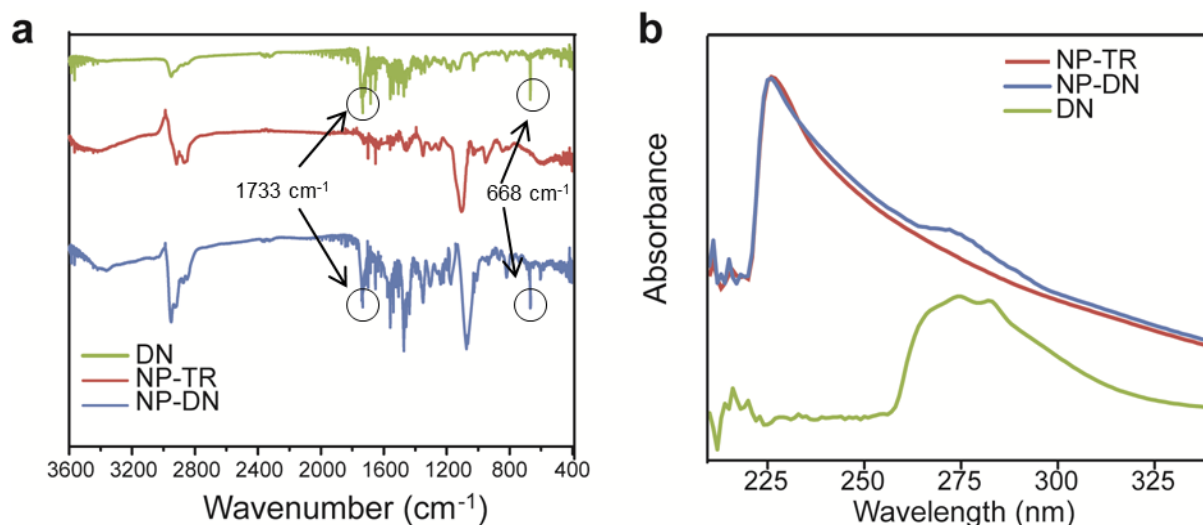 a
1733 cm⁻¹
668 cm⁻¹
DN
NP-TR
NP-DN
3600 3200 2800 2400 2000 1600 1200 800 400
Wavenumber (cm⁻¹)
b
NP-TR
NP-DN
DN
Absorbance
225 250 275 300 325
Wavelength (nm)